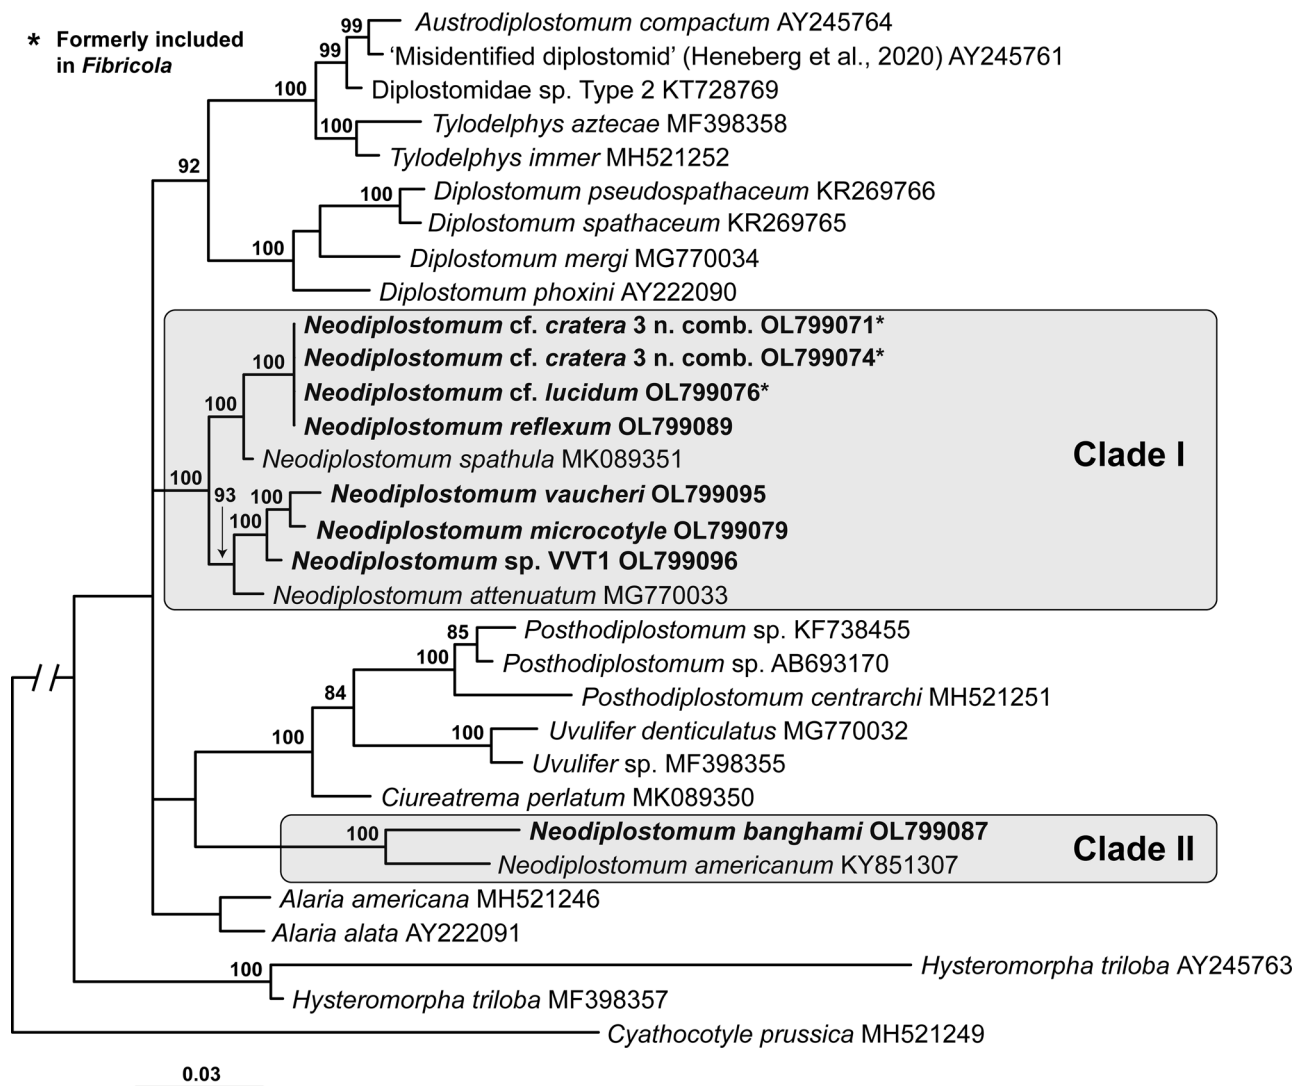 * Formerly included
in Fibricola
99
Austrodiplostomum compactum AY245764
99
‘Misidentified diplostomid’ (Heneberg et al., 2020) AY245761
100
Diplostomidae sp. Type 2 KT728769
100
Tylodelphys aztecae MF398358
Tylodelphys immer MH521252
92
100
Diplostomum pseudospathaceum KR269766
Diplostomum spathaceum KR269765
100
Diplostomum mergi MG770034
Diplostomum phoxini AY222090
Neodiplostomum cf. cratera 3 n. comb. OL799071*
100
Neodiplostomum cf. cratera 3 n. comb. OL799074*
100
Neodiplostomum cf. lucidum OL799076*
Neodiplostomum reflexum OL799089
Neodiplostomum spathula MK089351
Clade I
100
93
100
Neodiplostomum vaucheri OL799095
100
Neodiplostomum microcotyle OL799079
Neodiplostomum sp. VVT1 OL799096
Neodiplostomum attenuatum MG770033
85
Posthodiplostomum sp. KF738455
100
Posthodiplostomum sp. AB693170
84
Posthodiplostomum centrarchi MH521251
100
100
Uvulifer denticulatus MG770032
Uvulifer sp. MF398355
Ciureatrema perlatum MK089350
100
Neodiplostomum banghami OL799087
Neodiplostomum americanum KY851307
Clade II
Alaria americana MH521246
Alaria alata AY222091
100
Hysteromorpha triloba AY245763
Hysteromorpha triloba MF398357
Cyathocotyle prussica MH521249
0.03